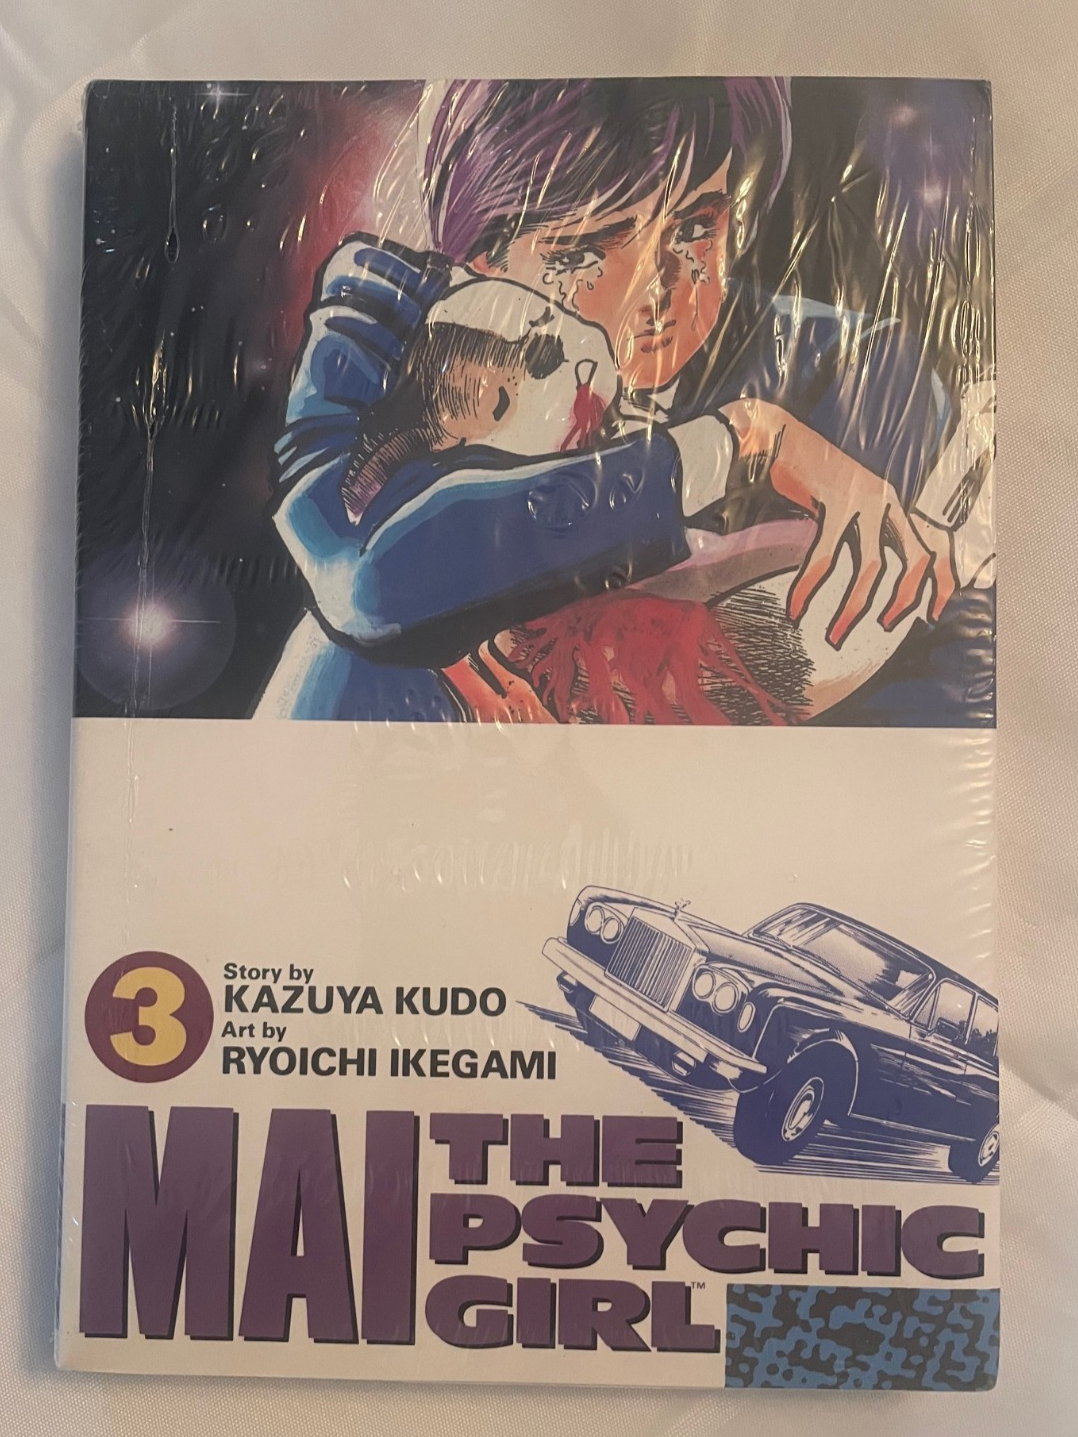 3
Story by
KAZUYA KUDO
Art by
RYOICHI IKEGAMI
MAI
THE
PSYCHIC
GIRL™